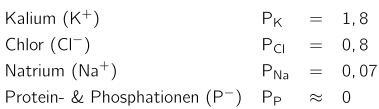 Kalium (K⁺) P_K = 1,8
Chlor (Cl⁻) P_Cl = 0,8
Natrium (Na⁺) P_Na = 0,07
Protein- & Phosphationen (P⁻) P_P ≈ 0